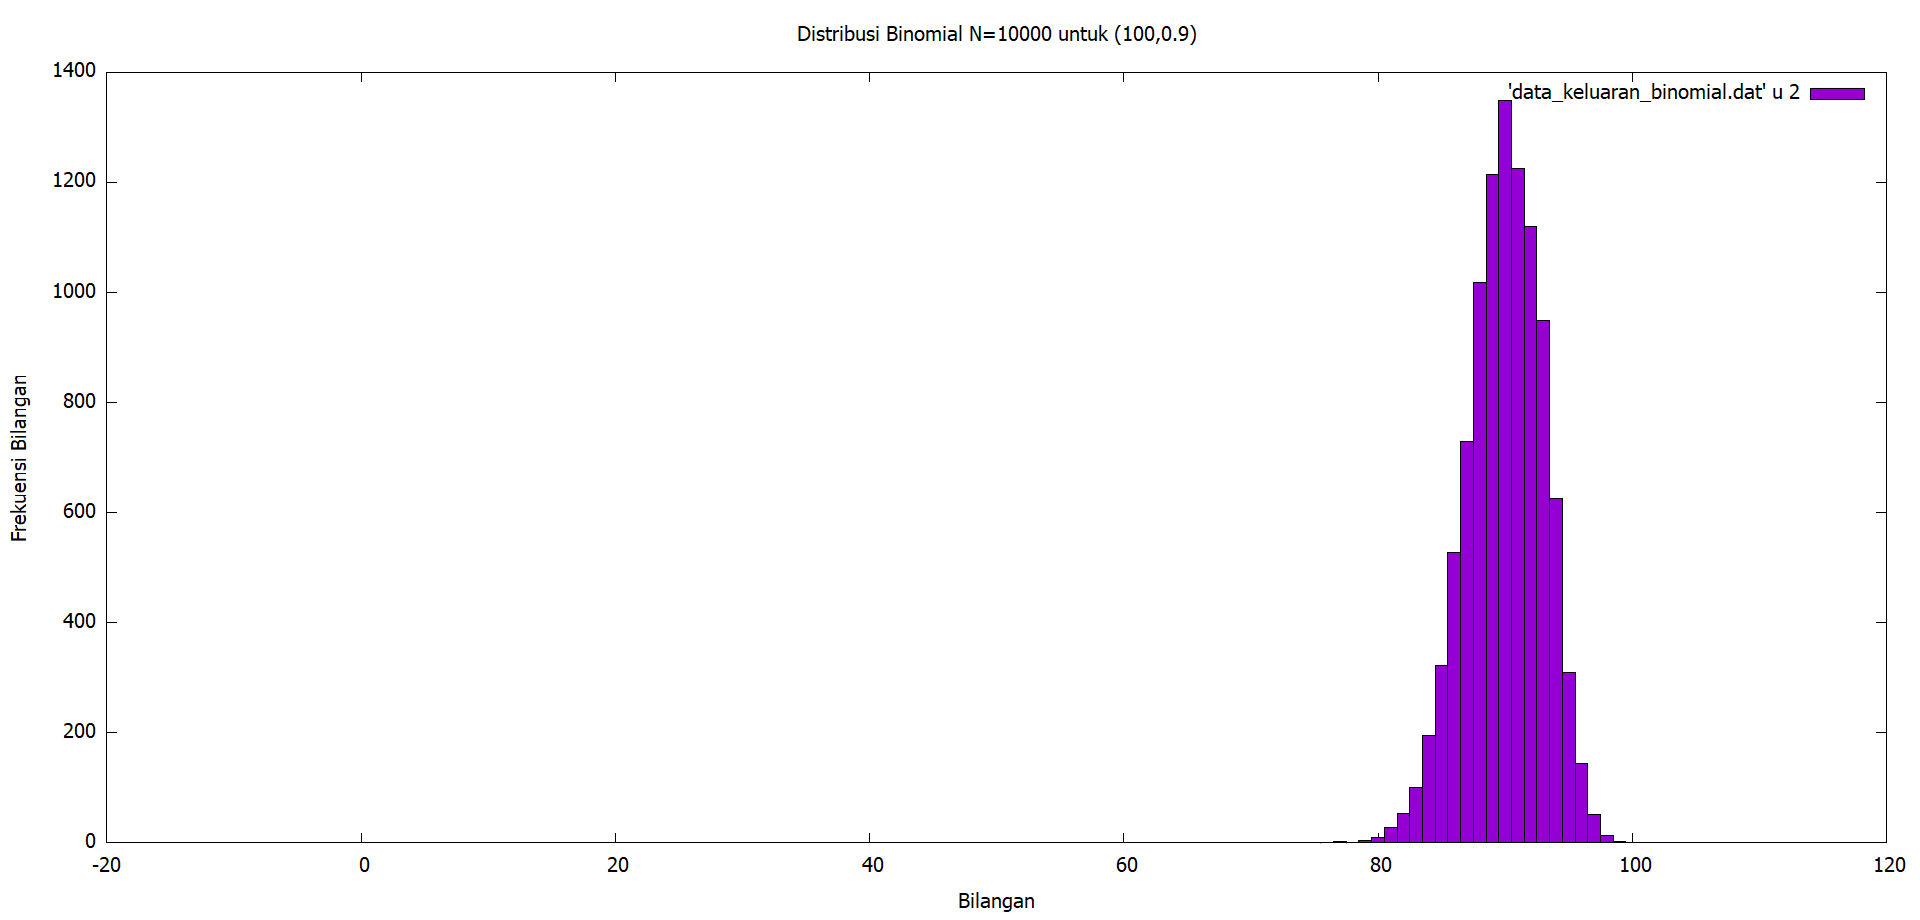 Distribusi Binomial N=10000 untuk (100,0.9)
'data_keluaran_binomial.dat' u 2
1400
1200
1000
800
600
400
200
0
Frekuensi Bilangan
-20 0 20 40 60 80 100 120
Bilangan